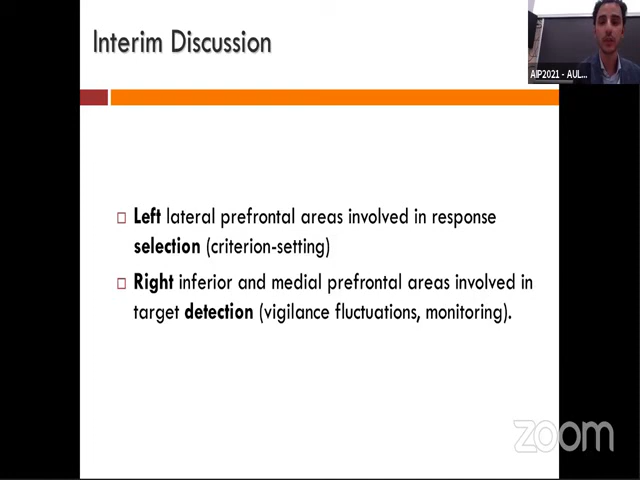 Interim Discussion
AIP2021 - AUL...
Left lateral prefrontal areas involved in response
selection (criterion-setting)
Right inferior and medial prefrontal areas involved in
target detection (vigilance fluctuations, monitoring).
zoom